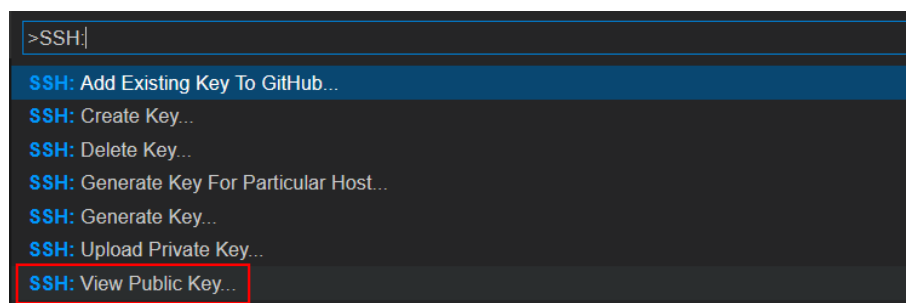 >SSH:
SSH: Add Existing Key To GitHub...
SSH: Create Key...
SSH: Delete Key...
SSH: Generate Key For Particular Host...
SSH: Generate Key...
SSH: Upload Private Key...
SSH: View Public Key...